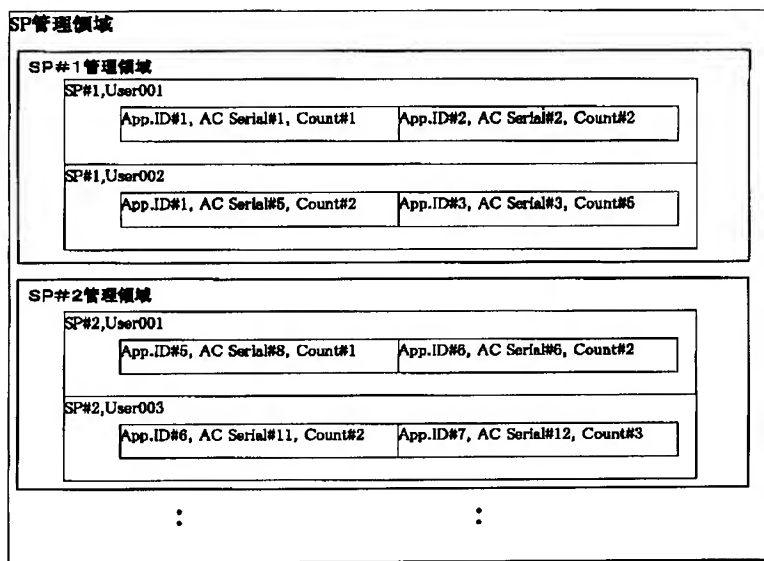 SP管理領域
SP#1管理領域
SP#1,User001
App.ID#1, AC Serial#1, Count#1 App.ID#2, AC Serial#2, Count#2
SP#1,User002
App.ID#1, AC Serial#5, Count#2 App.ID#3, AC Serial#3, Count#5
SP#2管理領域
SP#2,User001
App.ID#5, AC Serial#8, Count#1 App.ID#6, AC Serial#6, Count#2
SP#2,User003
App.ID#6, AC Serial#11, Count#2 App.ID#7, AC Serial#12, Count#3